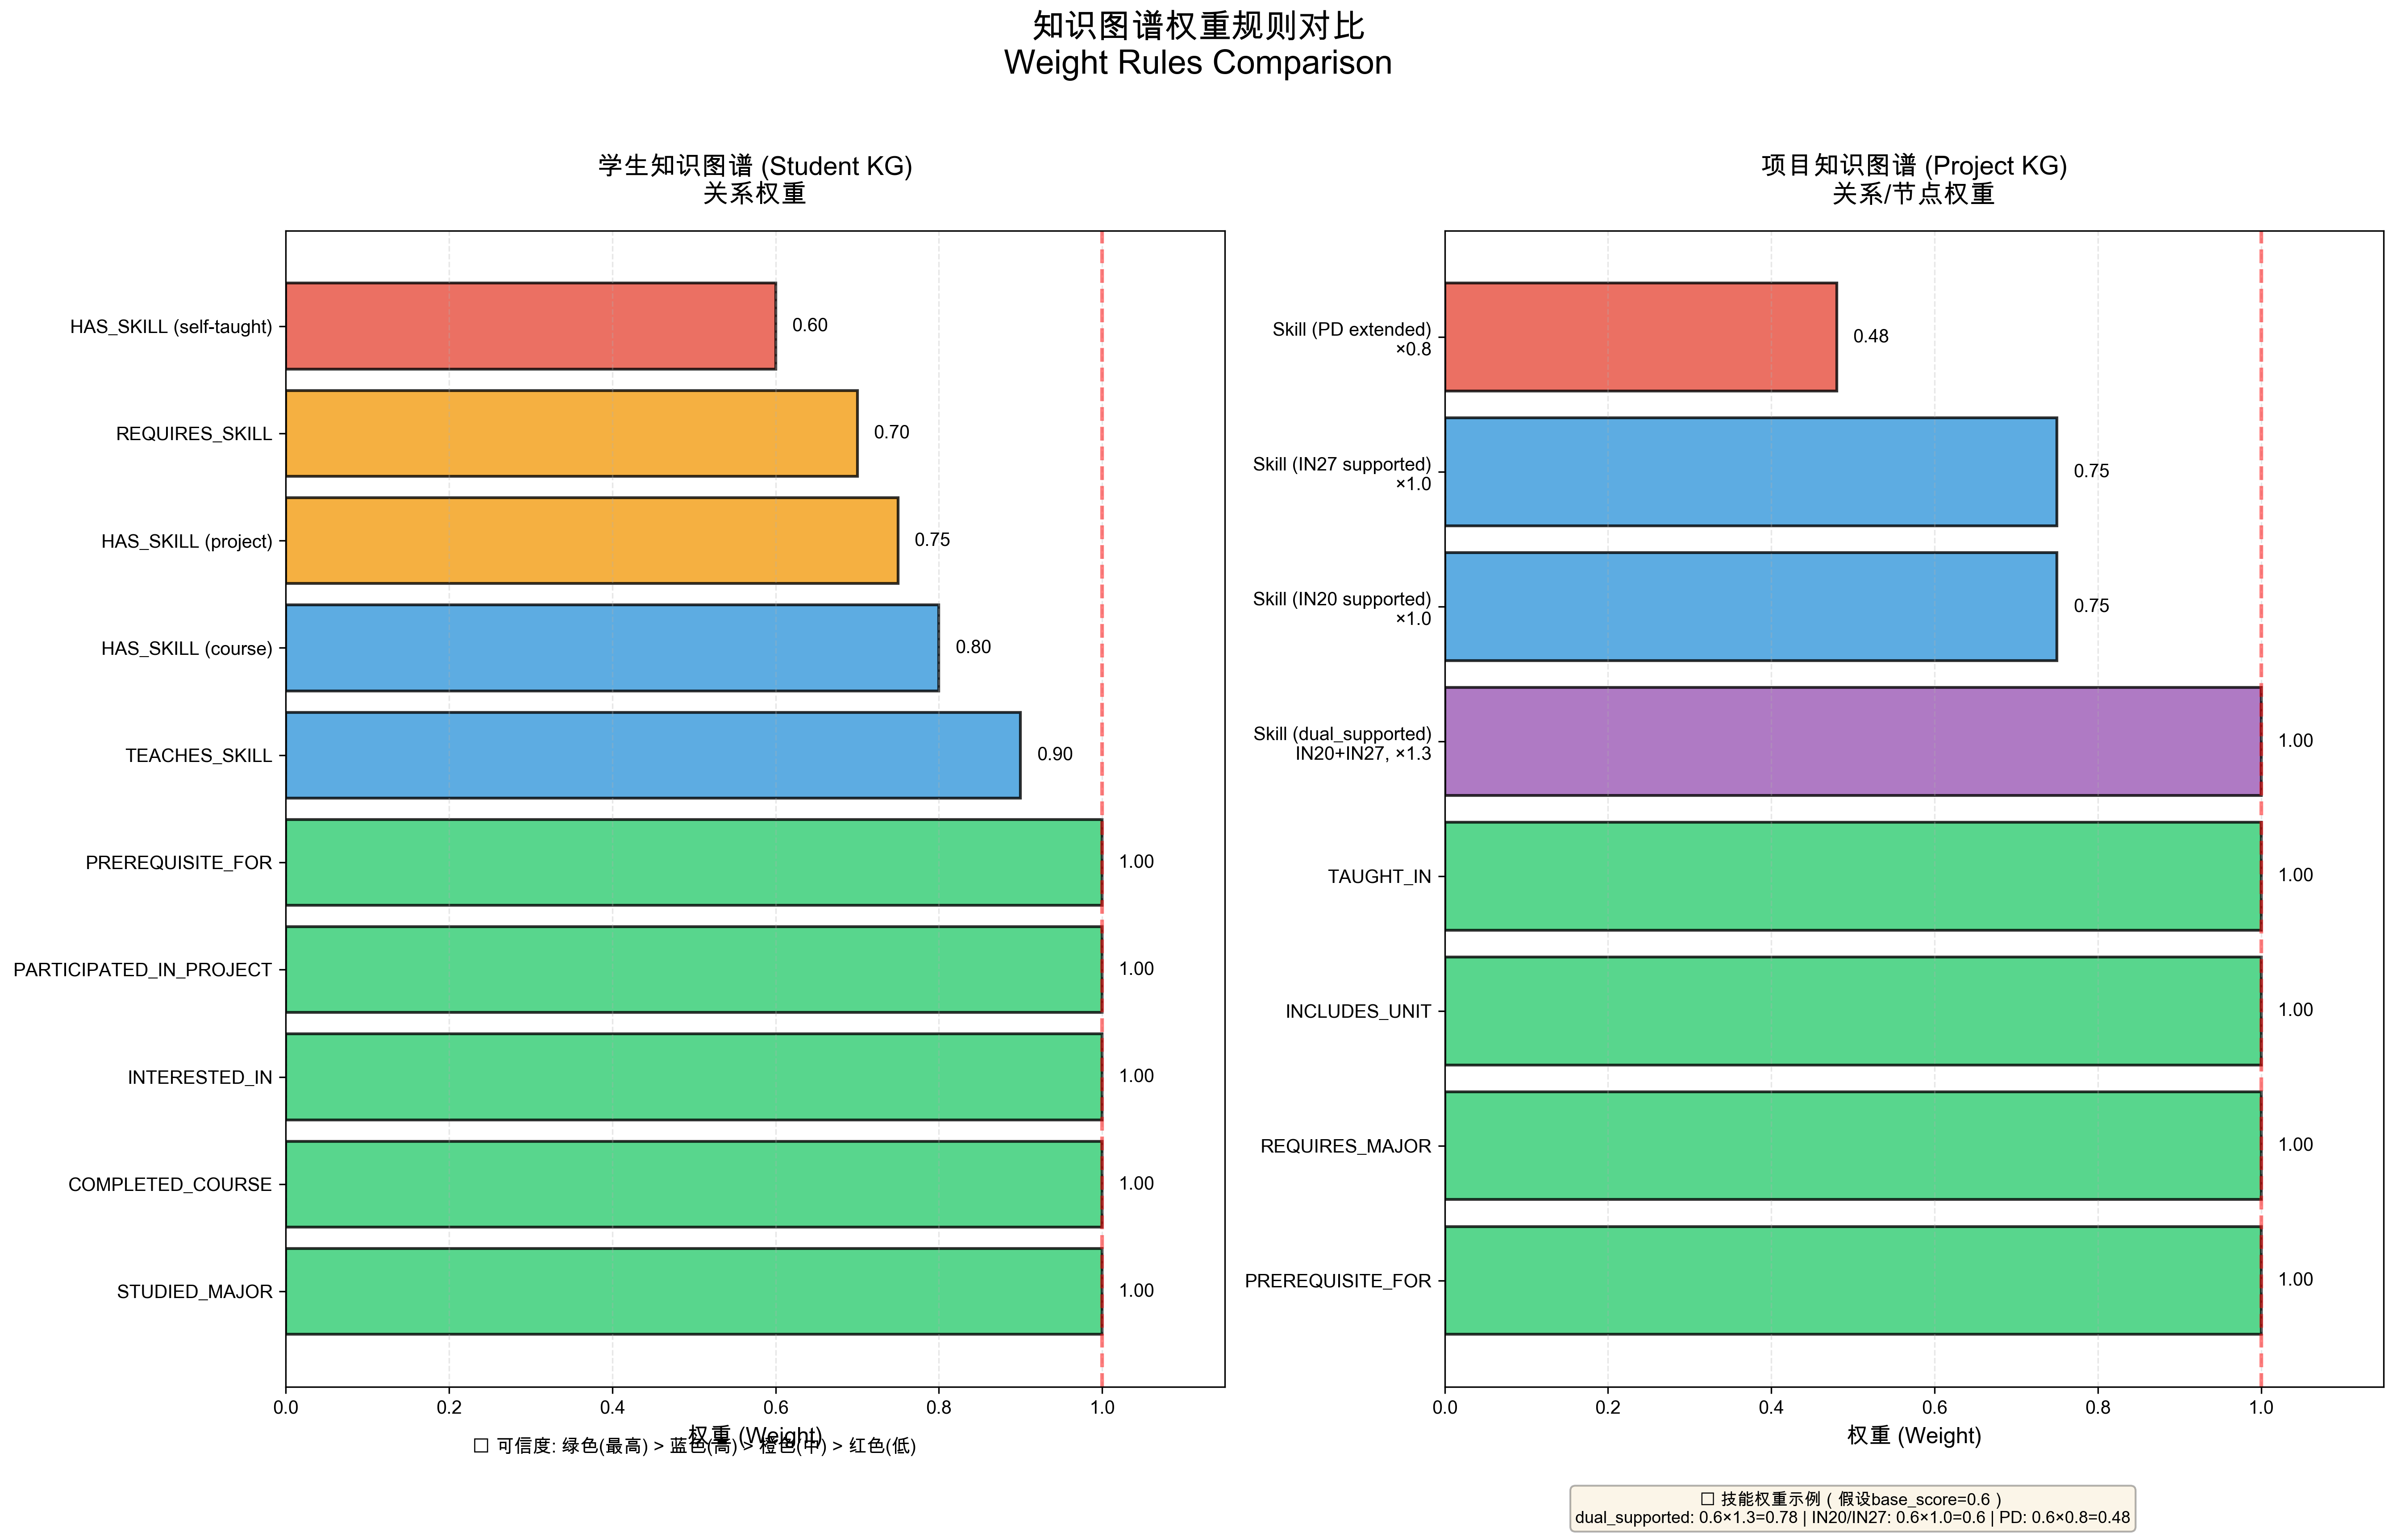 知识图谱权重规则对比
Weight Rules Comparison
学生知识图谱 (Student KG)
关系权重
HAS_SKILL (self-taught)
0.60
REQUIRES_SKILL
0.70
HAS_SKILL (project)
0.75
HAS_SKILL (course)
0.80
TEACHES_SKILL
0.90
PREREQUISITE_FOR
1.00
PARTICIPATED_IN_PROJECT
1.00
INTERESTED_IN
1.00
COMPLETED_COURSE
1.00
STUDIED_MAJOR
1.00
0.0 0.2 0.4 0.6 0.8 1.0
权重 (Weight)
☐ 可信度: 绿色(最高) > 蓝色(高) > 橙色(中) > 红色(低)
项目知识图谱 (Project KG)
关系/节点权重
Skill (PD extended)
×0.8
0.48
Skill (IN27 supported)
×1.0
0.75
Skill (IN20 supported)
×1.0
0.75
Skill (dual_supported)
IN20+IN27, ×1.3
1.00
TAUGHT_IN
1.00
INCLUDES_UNIT
1.00
REQUIRES_MAJOR
1.00
PREREQUISITE_FOR
1.00
0.0 0.2 0.4 0.6 0.8 1.0
权重 (Weight)
☐ 技能权重示例（假设base_score=0.6）
dual_supported: 0.6×1.3=0.78 | IN20/IN27: 0.6×1.0=0.6 | PD: 0.6×0.8=0.48